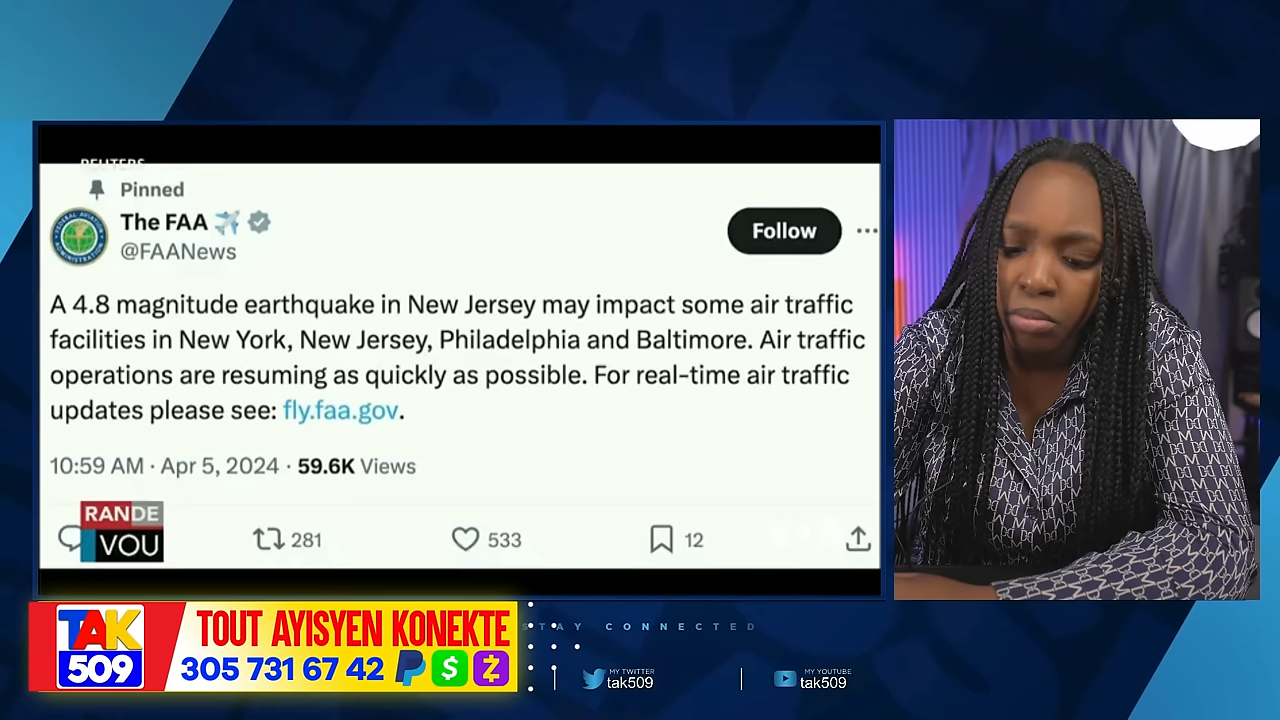 REUTERS
Pinned
The FAA
@FAANews
Follow
A 4.8 magnitude earthquake in New Jersey may impact some air traffic
facilities in New York, New Jersey, Philadelphia and Baltimore. Air traffic
operations are resuming as quickly as possible. For real-time air traffic
updates please see: fly.faa.gov.
10:59 AM · Apr 5, 2024 · 59.6K Views
281
533
12
RANDE
VOU
TAK
509
TOUT AYISYEN KONEKTE
305 731 67 42
STAY CONNECTED
MY TWITTER
tak509
MY YOUTUBE
tak509